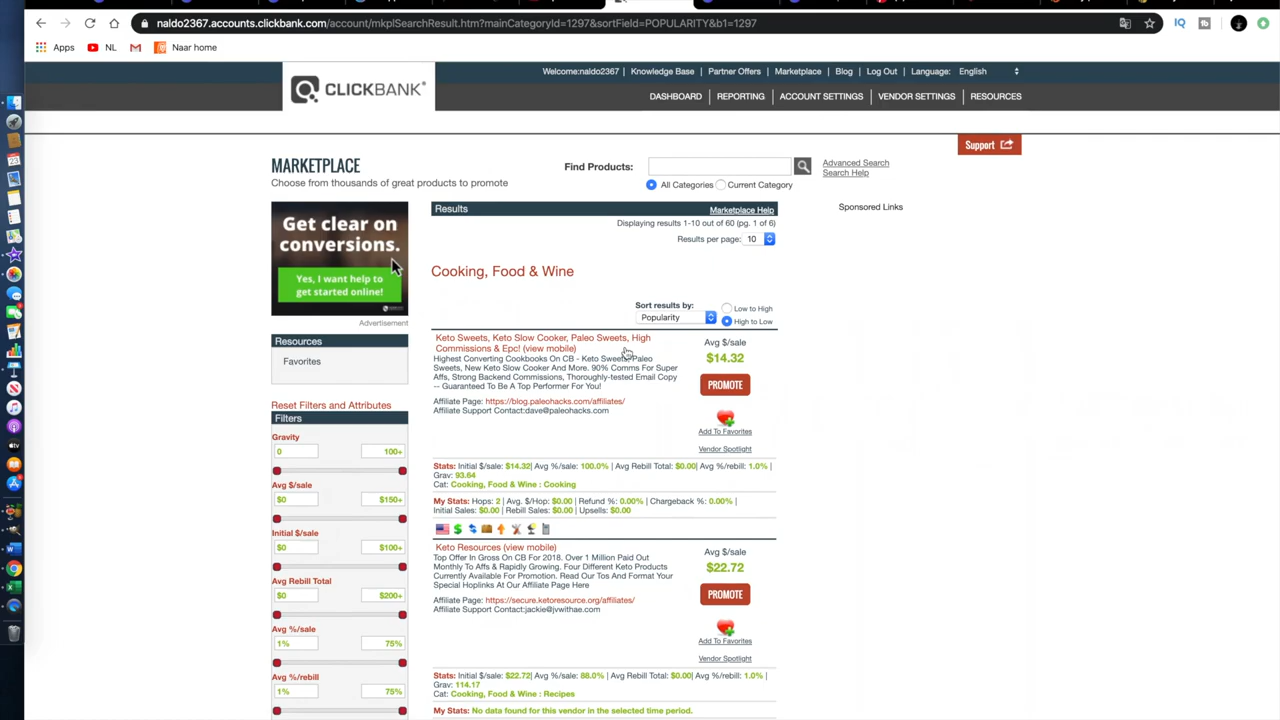 naldo2367.accounts.clickbank.com/account/mkplSearchResult.htm?mainCategoryId=1297&sortField=POPULARITY&b1=1297
Apps NL Naar home
Welcome:naldo2367 | Knowledge Base | Partner Offers | Marketplace | Blog | Log Out | Language: English
CLICKBANK®
DASHBOARD | REPORTING | ACCOUNT SETTINGS | VENDOR SETTINGS | RESOURCES
Support
MARKETPLACE
Choose from thousands of great products to promote
Find Products:
Advanced Search
Search Help
All Categories Current Category
Get clear on
conversions.
Yes, I want help to
get started online!
Advertisement
Resources
Favorites
Reset Filters and Attributes
Filters
Gravity
0 100+
Avg $/sale
$0 $150+
Initial $/sale
$0 $100+
Avg Rebill Total
$0 $200+
Avg %/sale
1% 75%
Avg %/rebill
1% 75%
Results Marketplace Help
Displaying results 1-10 out of 60 (pg. 1 of 6)
Results per page: 10
Cooking, Food & Wine
Sort results by:
Popularity
Low to High
High to Low
Keto Sweets, Keto Slow Cooker, Paleo Sweets, High
Commissions & Epc! (view mobile)
Highest Converting Cookbooks On CB - Keto Sweets, Paleo
Sweets, New Keto Slow Cooker And More. 90% Comms For Super
Affs, Strong Backend Commissions, Thoroughly-tested Email Copy
-- Guaranteed To Be A Top Performer For You!
Affiliate Page: https://blog.paleohacks.com/affiliates/
Affiliate Support Contact:dave@paleohacks.com
Avg $/sale
$14.32
PROMOTE
Add To Favorites
Vendor Spotlight
Stats: Initial $/sale: $14.32| Avg %/sale: 100.0%| Avg Rebill Total: $0.00| Avg %/rebill: 1.0% |
Grav: 93.64
Cat: Cooking, Food & Wine : Cooking
My Stats: Hops: 2 | Avg. $/Hop: $0.00 | Refund %: 0.00% | Chargeback %: 0.00% |
Initial Sales: $0.00 | Rebill Sales: $0.00 | Upsells: $0.00
Keto Resources (view mobile)
Top Offer In Gross On CB For 2018. Over 1 Million Paid Out
Monthly To Affs & Rapidly Growing. Four Different Keto Products
Currently Available For Promotion. Read Our Tos And Format Your
Special Hoplinks At Our Affiliate Page Here
Affiliate Page: https://secure.ketoresource.org/affiliates/
Affiliate Support Contact:jackie@jvwithae.com
Avg $/sale
$22.72
PROMOTE
Add To Favorites
Vendor Spotlight
Stats: Initial $/sale: $22.72| Avg %/sale: 88.0%| Avg Rebill Total: $0.00| Avg %/rebill: 1.0% |
Grav: 114.17
Cat: Cooking, Food & Wine : Recipes
My Stats: No data found for this vendor in the selected time period.
Sponsored Links